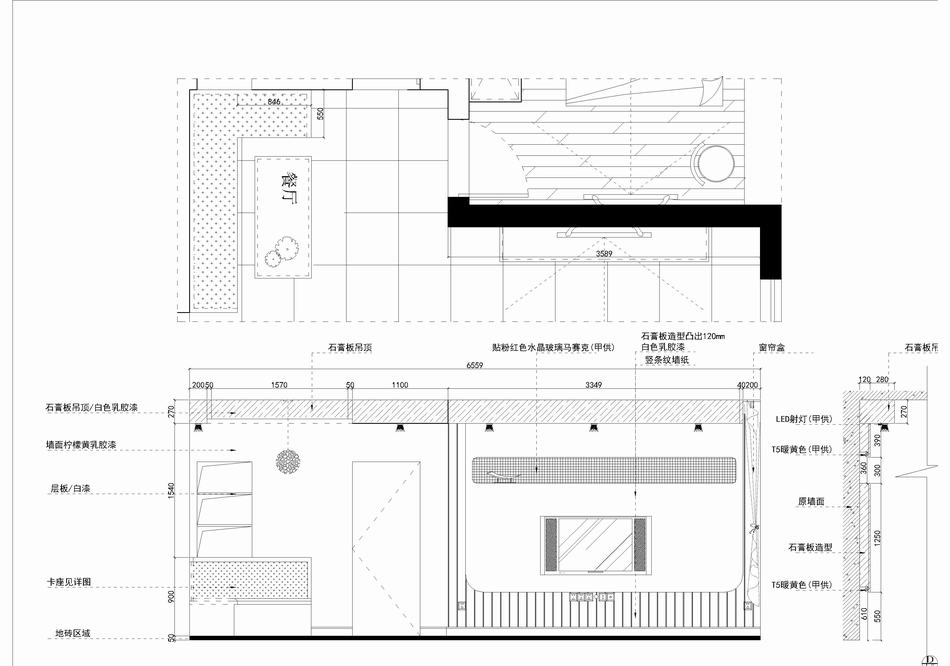 846
550
餐厅
3589
石膏板吊顶
贴粉红色水晶玻璃马赛克(甲供)
石膏板造型凸出120mm
白色乳胶漆
竖条纹墙纸
窗帘盒
石膏板吊
6559
200 50 1570 50 1100 3349 40 200
120 280
石膏板吊顶/白色乳胶漆
270
270
LED射灯(甲供)
墙面柠檬黄乳胶漆
390
T5暖黄色(甲供)
360
300
层板/白漆
1540
原墙面
1250
石膏板造型
卡座见详图
900
T5暖黄色(甲供)
610
550
地砖区域
50
D